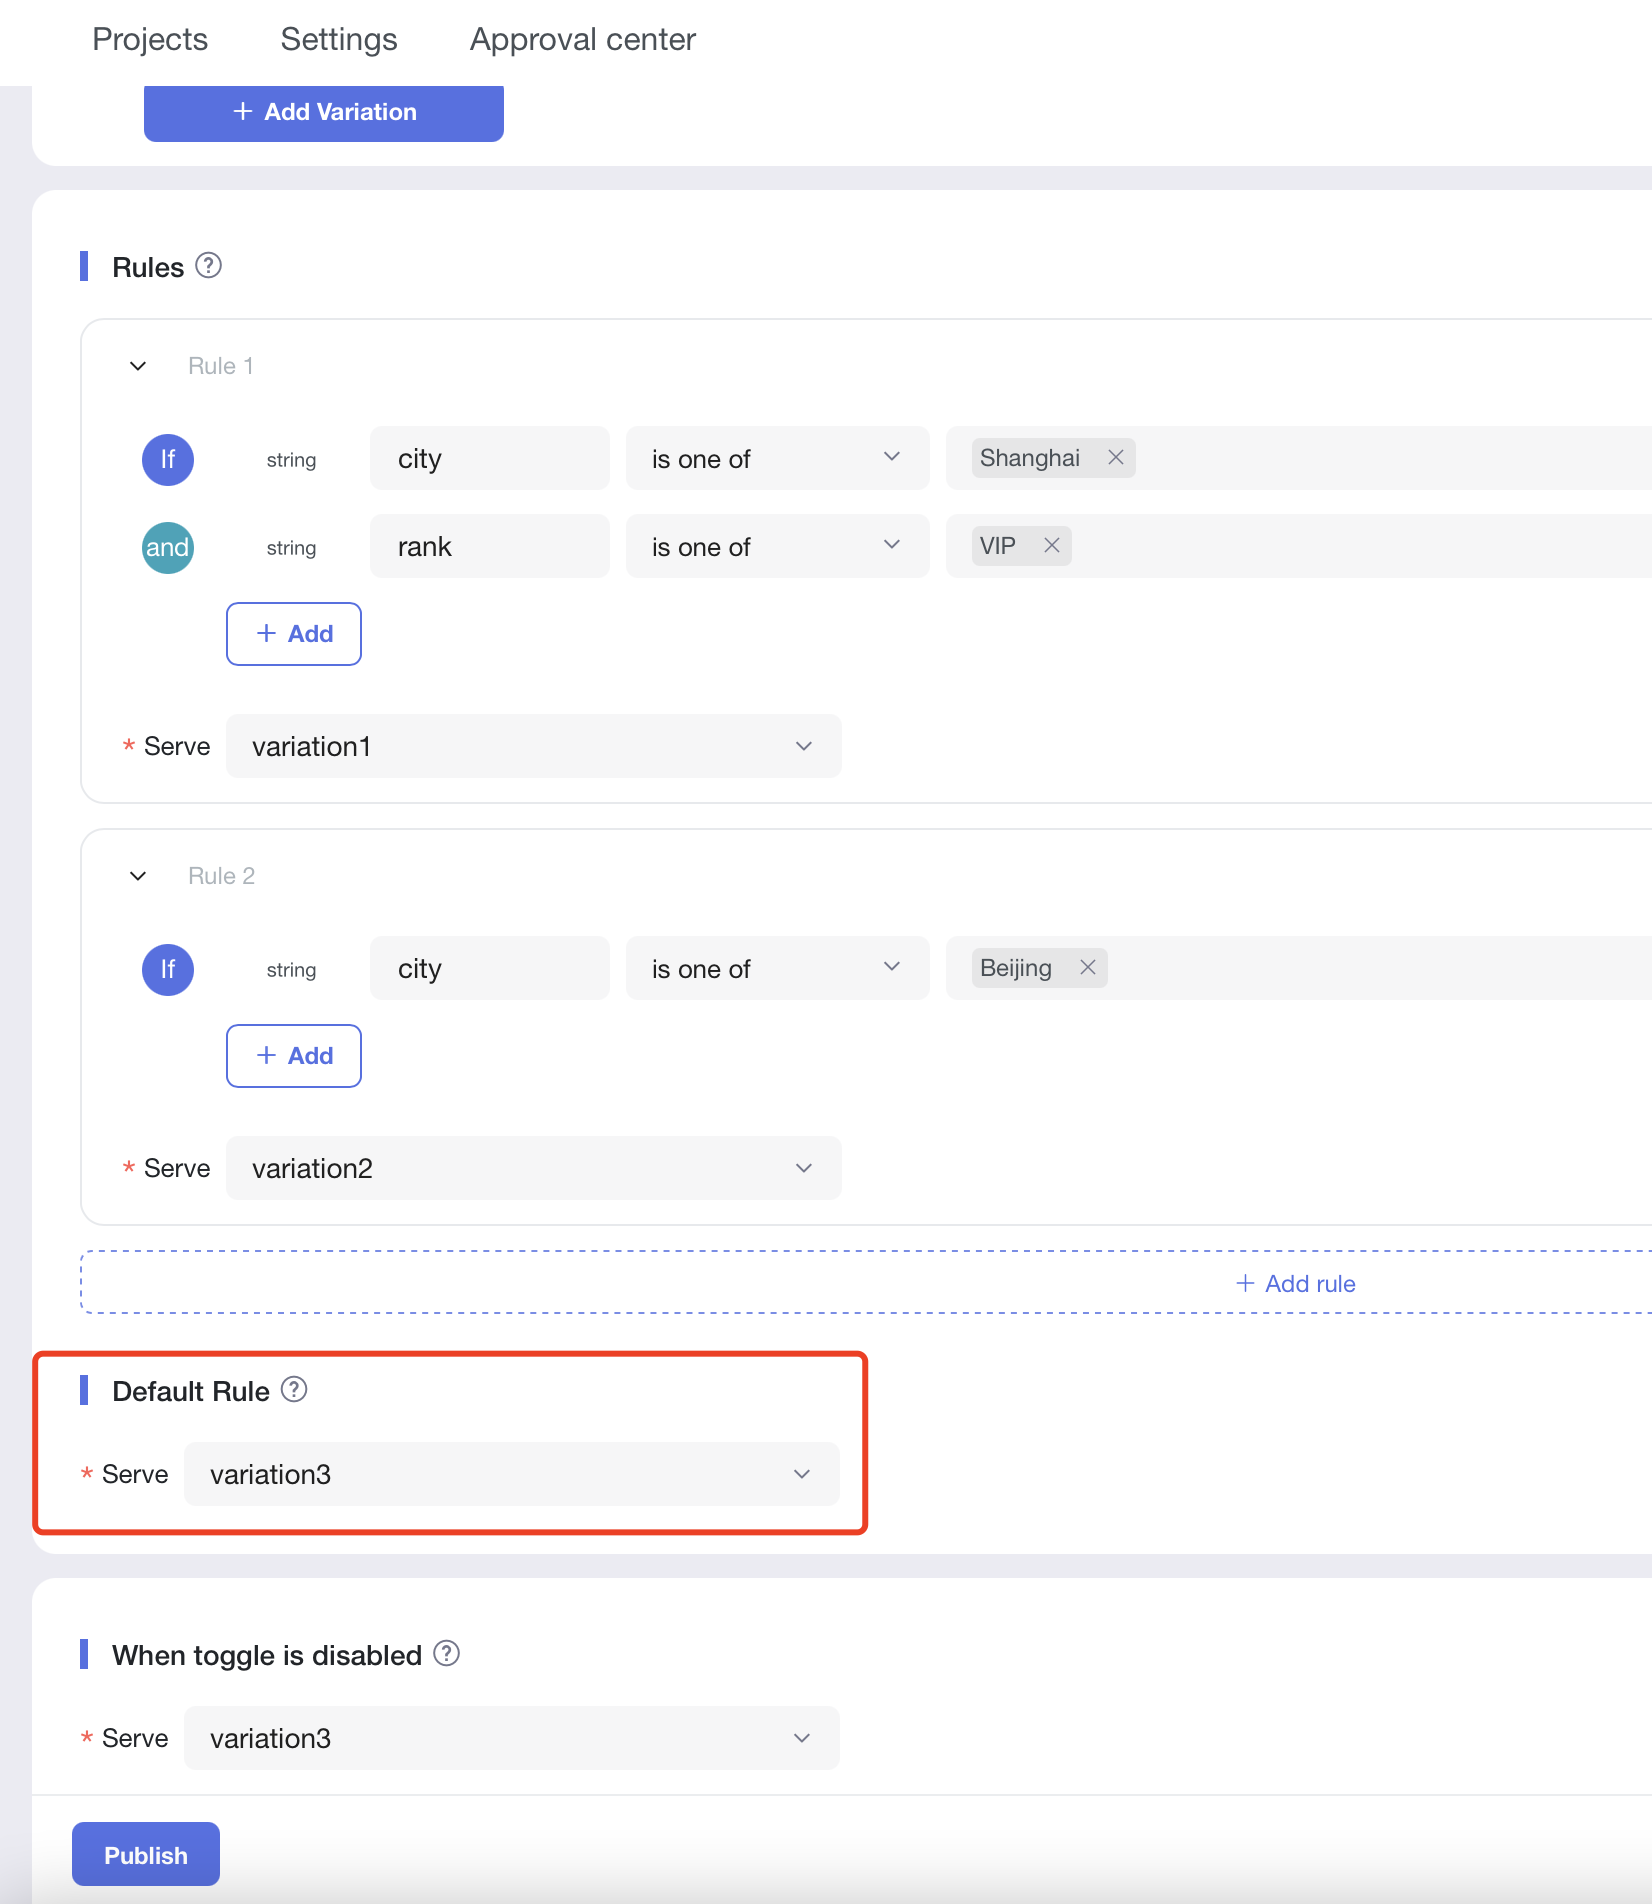 Projects Settings Approval center
+ Add Variation
Rules ?
Rule 1
If string city is one of Shanghai ×
and string rank is one of VIP ×
+ Add
* Serve variation1
Rule 2
If string city is one of Beijing ×
+ Add
* Serve variation2
+ Add rule
Default Rule ?
* Serve variation3
When toggle is disabled ?
* Serve variation3
Publish